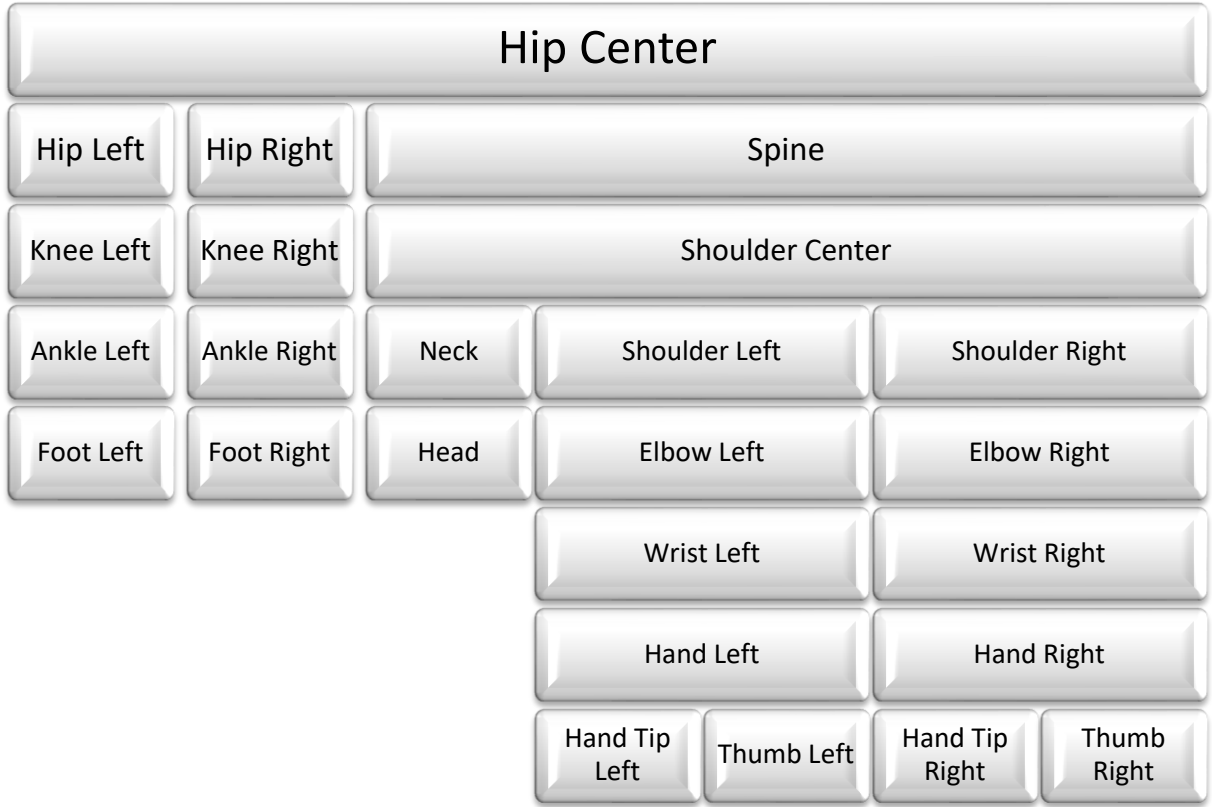 Hip Center
Hip Left
Hip Right
Spine
Knee Left
Knee Right
Shoulder Center
Ankle Left
Ankle Right
Neck
Shoulder Left
Shoulder Right
Foot Left
Foot Right
Head
Elbow Left
Elbow Right
Wrist Left
Wrist Right
Hand Left
Hand Right
Hand Tip
Left
Thumb Left
Hand Tip
Right
Thumb
Right